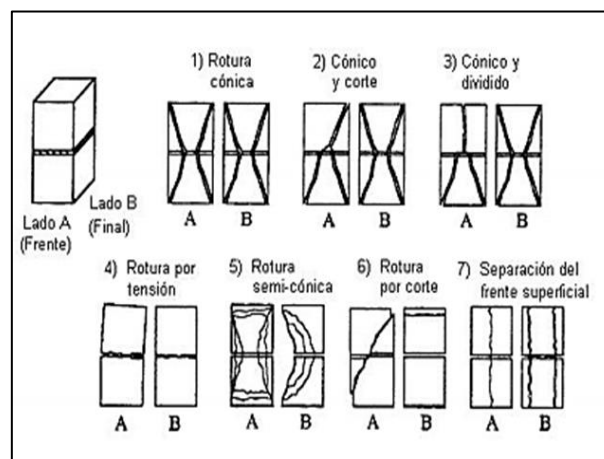 1) Rotura
cónica
2) Cónico
y corte
3) Cónico y
dividido
Lado B
(Final)
Lado A
(Frente)
A
B
A
B
A
B
4) Rotura por
tensión
5) Rotura
semi-cónica
6) Rotura
por corte
7) Separación del
frente superficial
A
B
A
B
A
B
A
B